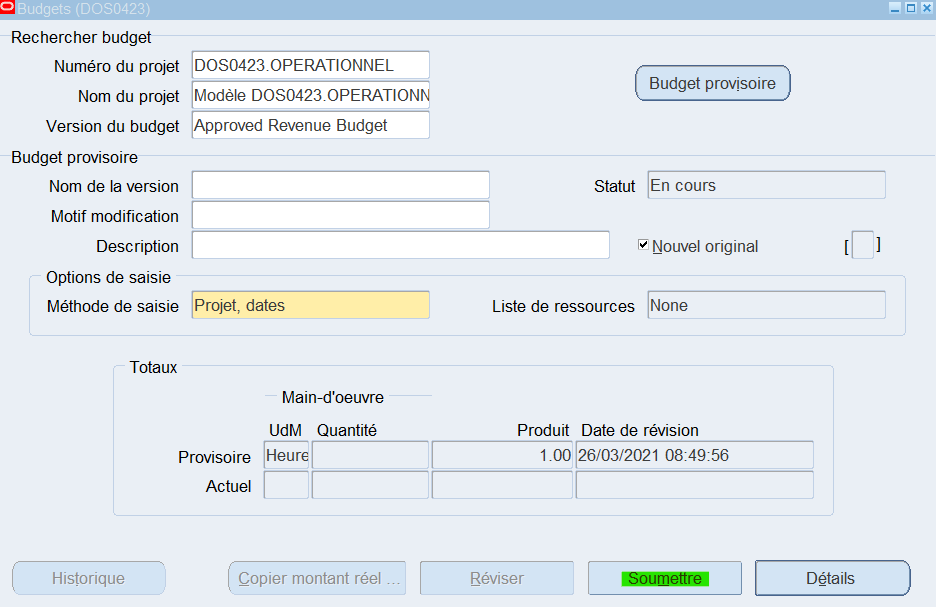 Budgets (DOS0423)
Rechercher budget
Numéro du projet DOS0423.OPERATIONNEL
Budget provisoire
Nom du projet Modèle DOS0423.OPERATIONN
Version du budget Approved Revenue Budget
Budget provisoire
Nom de la version Statut En cours
Motif modification
Description Nouvel original [ ]
Options de saisie
Méthode de saisie Projet, dates Liste de ressources None
Totaux
Main-d'oeuvre
UdM Quantité Produit Date de révision
Provisoire Heure 1.00 26/03/2021 08:49:56
Actuel
Historique Copier montant réel ... Réviser Soumettre Détails